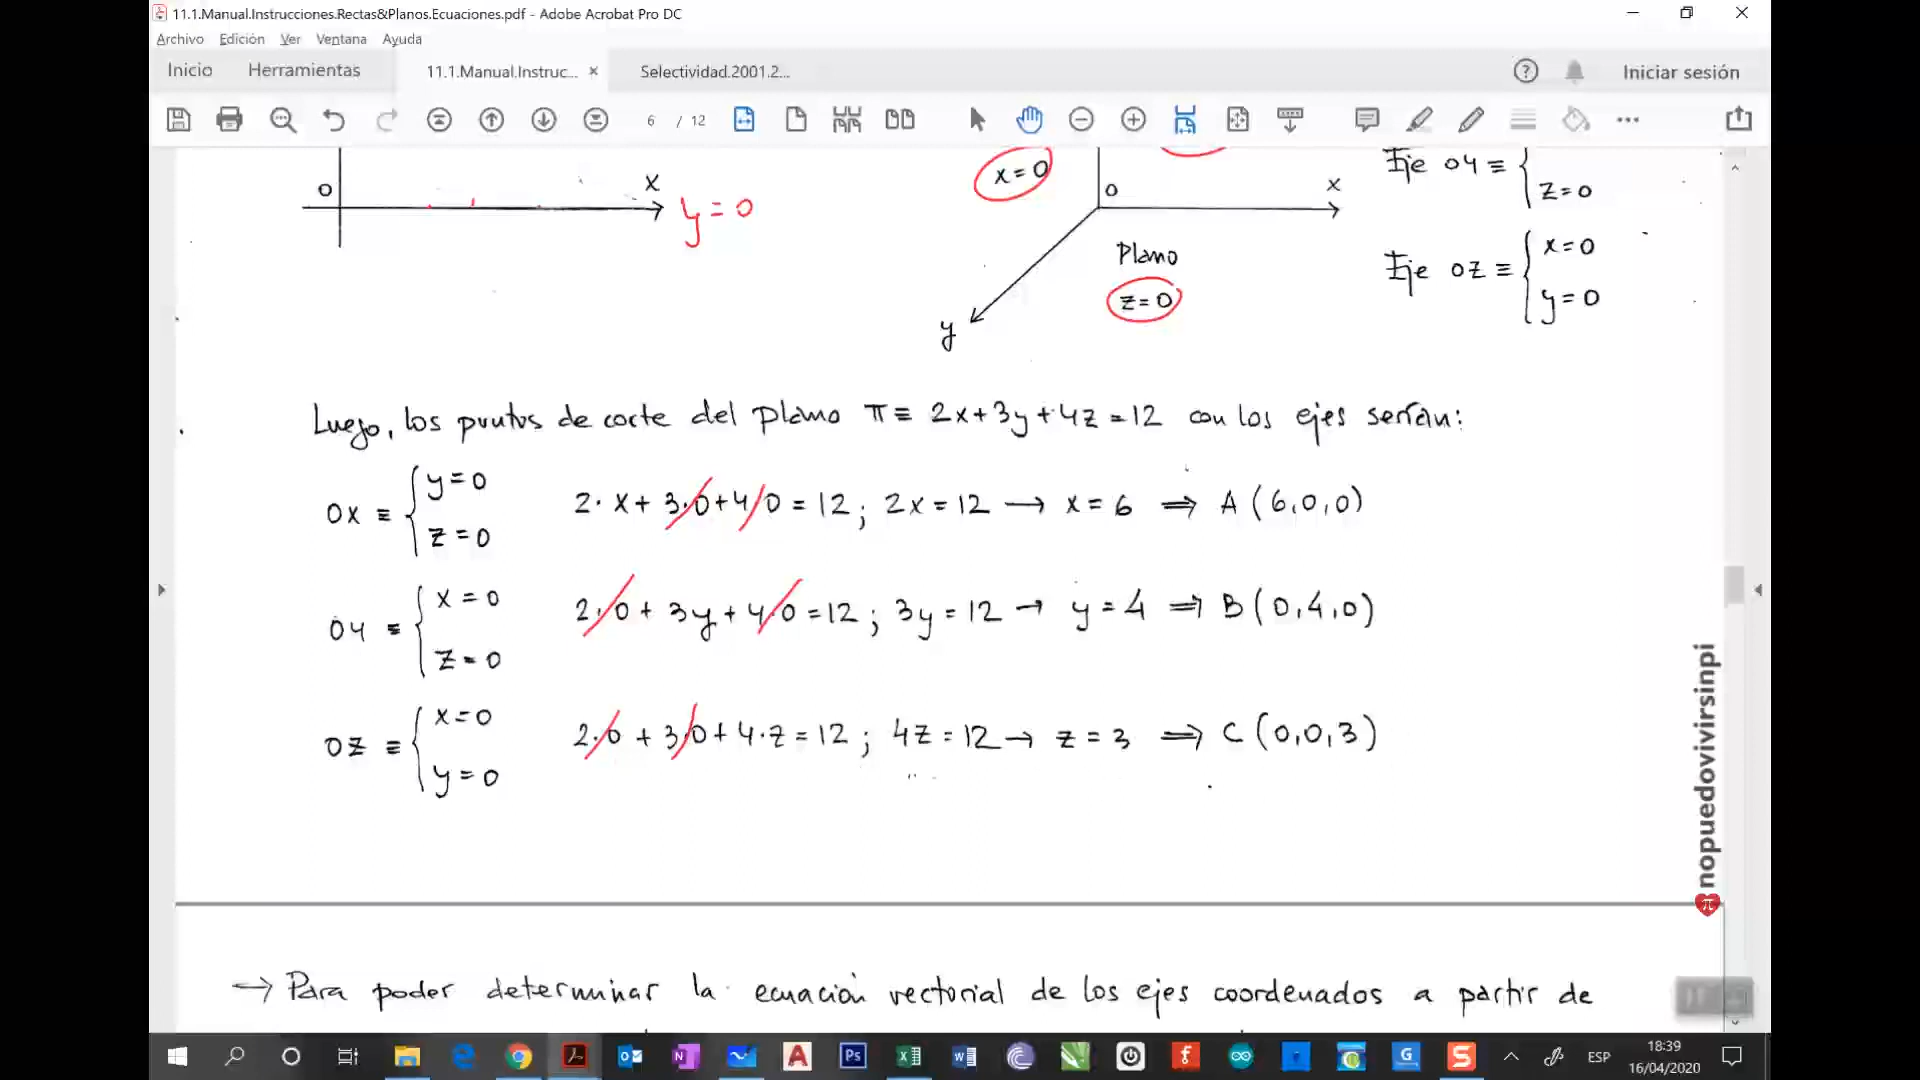 11.1.Manual.Instrucciones.Rectas&Planos.Ecuaciones.pdf - Adobe Acrobat Pro DC
Archivo Edición Ver Ventana Ayuda
Inicio Herramientas 11.1.Manual.Instruc... × Selectividad.2001.2... Iniciar sesión
6 / 12
Eje OY ≡ { z=0
x=0
O x y=0
O x
Plano
z=0
y
Eje OZ ≡ { x=0
y=0
Luego, los puntos de corte del plano π ≡ 2x+3y+4z=12 con los ejes serían:
OX ≡ { y=0 z=0 2·x+3·0+4·0=12; 2x=12 → x=6 ⇒ A(6,0,0)
OY ≡ { x=0 z=0 2·0+3y+4·0=12; 3y=12 → y=4 ⇒ B(0,4,0)
OZ ≡ { x=0 y=0 2·0+3·0+4·z=12; 4z=12 → z=3 ⇒ C(0,0,3)
nopuedovivirsinpi
→ Para poder determinar la ecuación vectorial de los ejes coordenados a partir de
ESP
18:39
16/04/2020